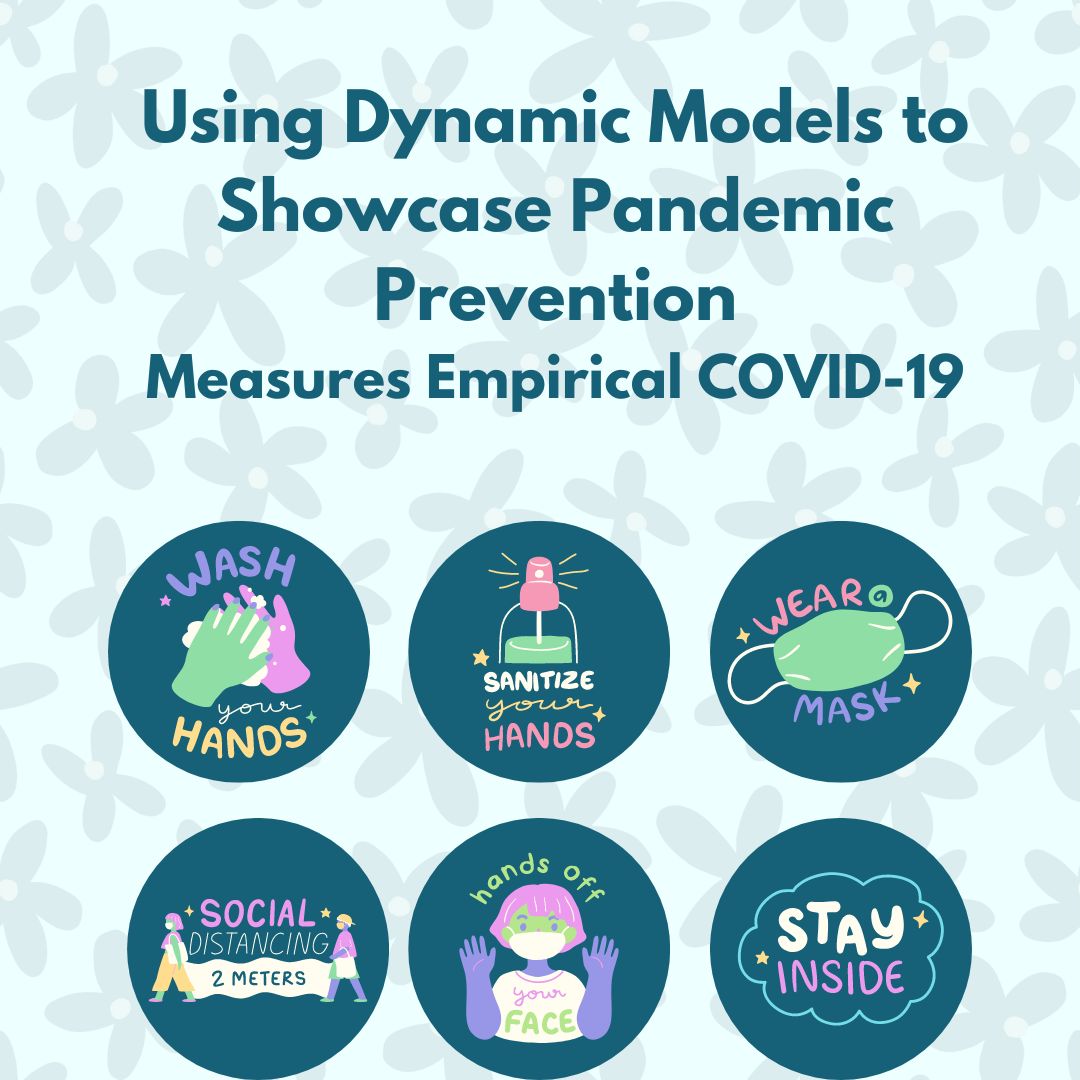 Using Dynamic Models to
Showcase Pandemic
Prevention
Measures Empirical COVID-19
WASH
your
HANDS
SANITIZE
your
HANDS
WEAR a
MASK
SOCIAL
DISTANCING
2 METERS
hands off
your
FACE
STAY
INSIDE